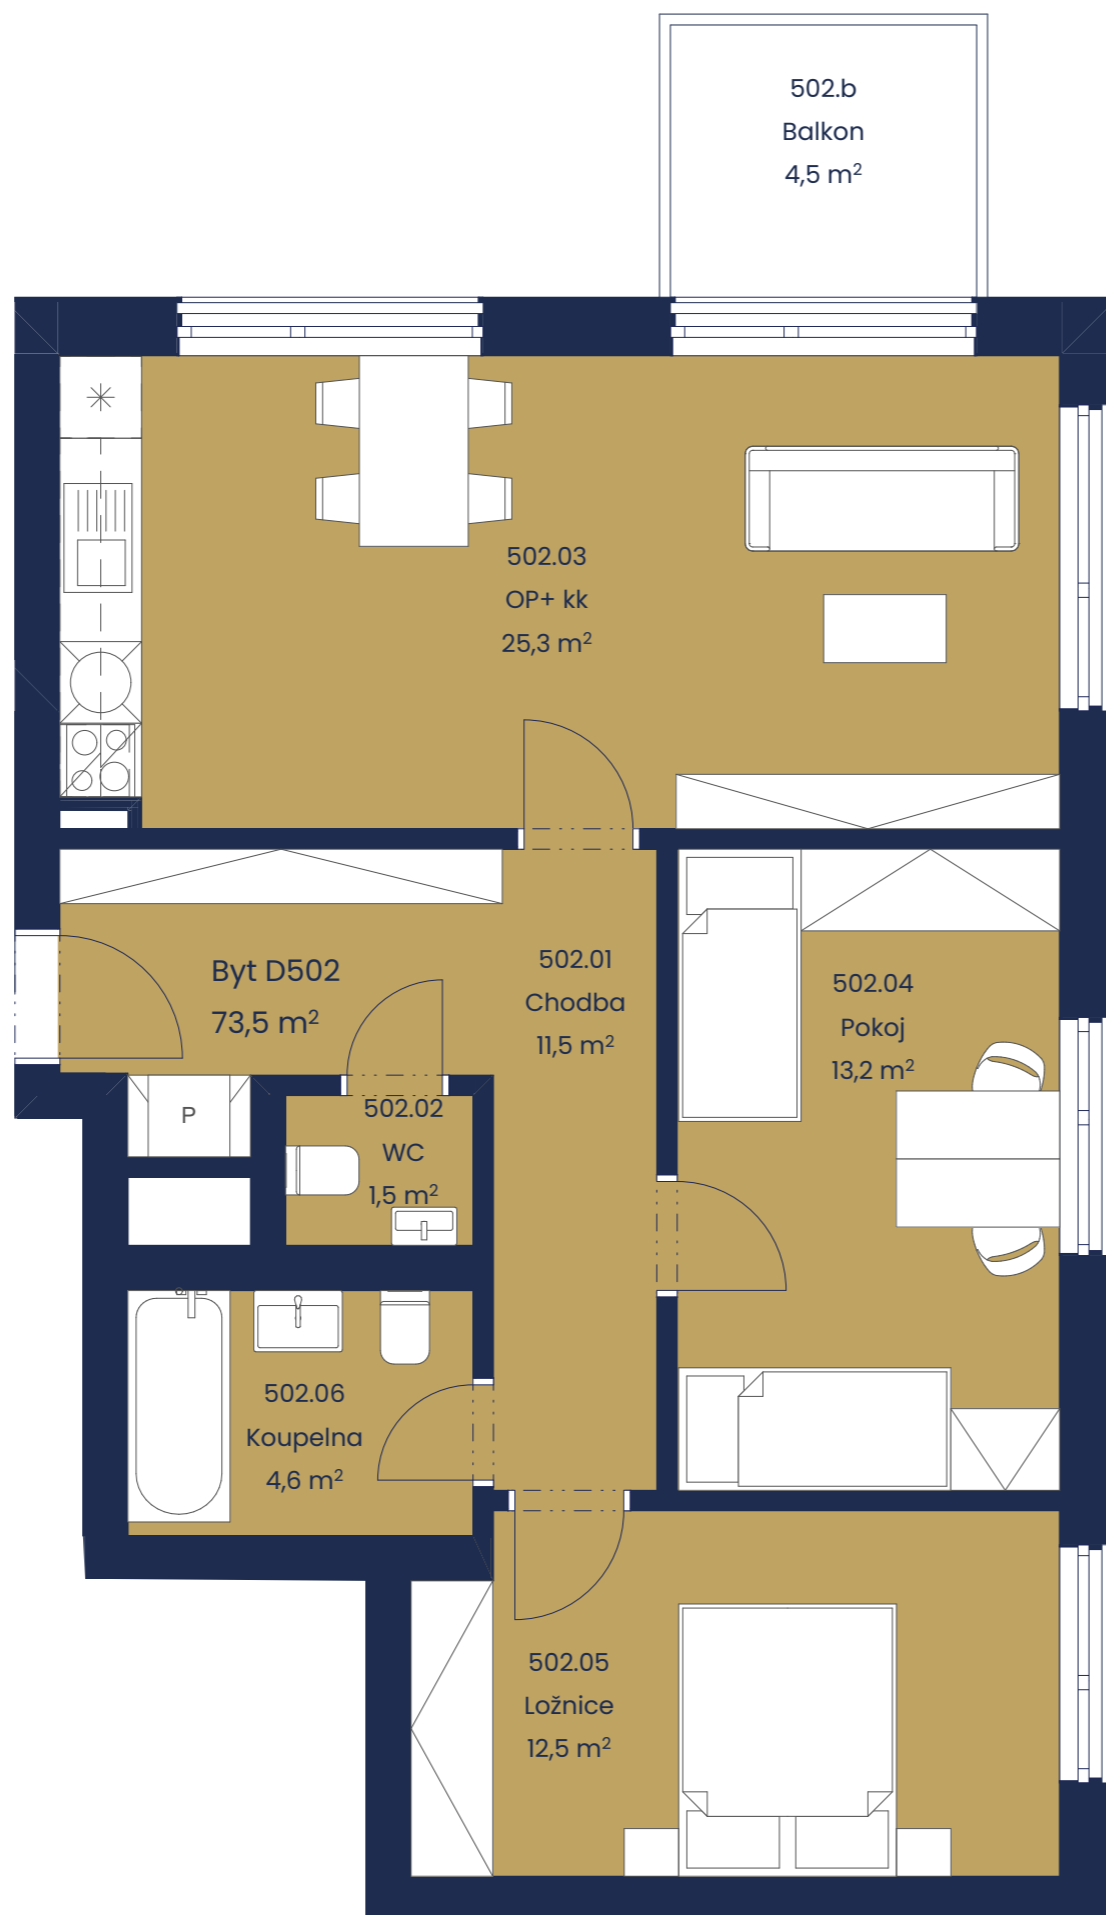 502.b
Balkon
4,5 m²
502.03
OP+ kk
25,3 m²
Byt D502
73,5 m²
502.01
Chodba
11,5 m²
502.04
Pokoj
13,2 m²
P
502.02
WC
1,5 m²
502.06
Koupelna
4,6 m²
502.05
Ložnice
12,5 m²